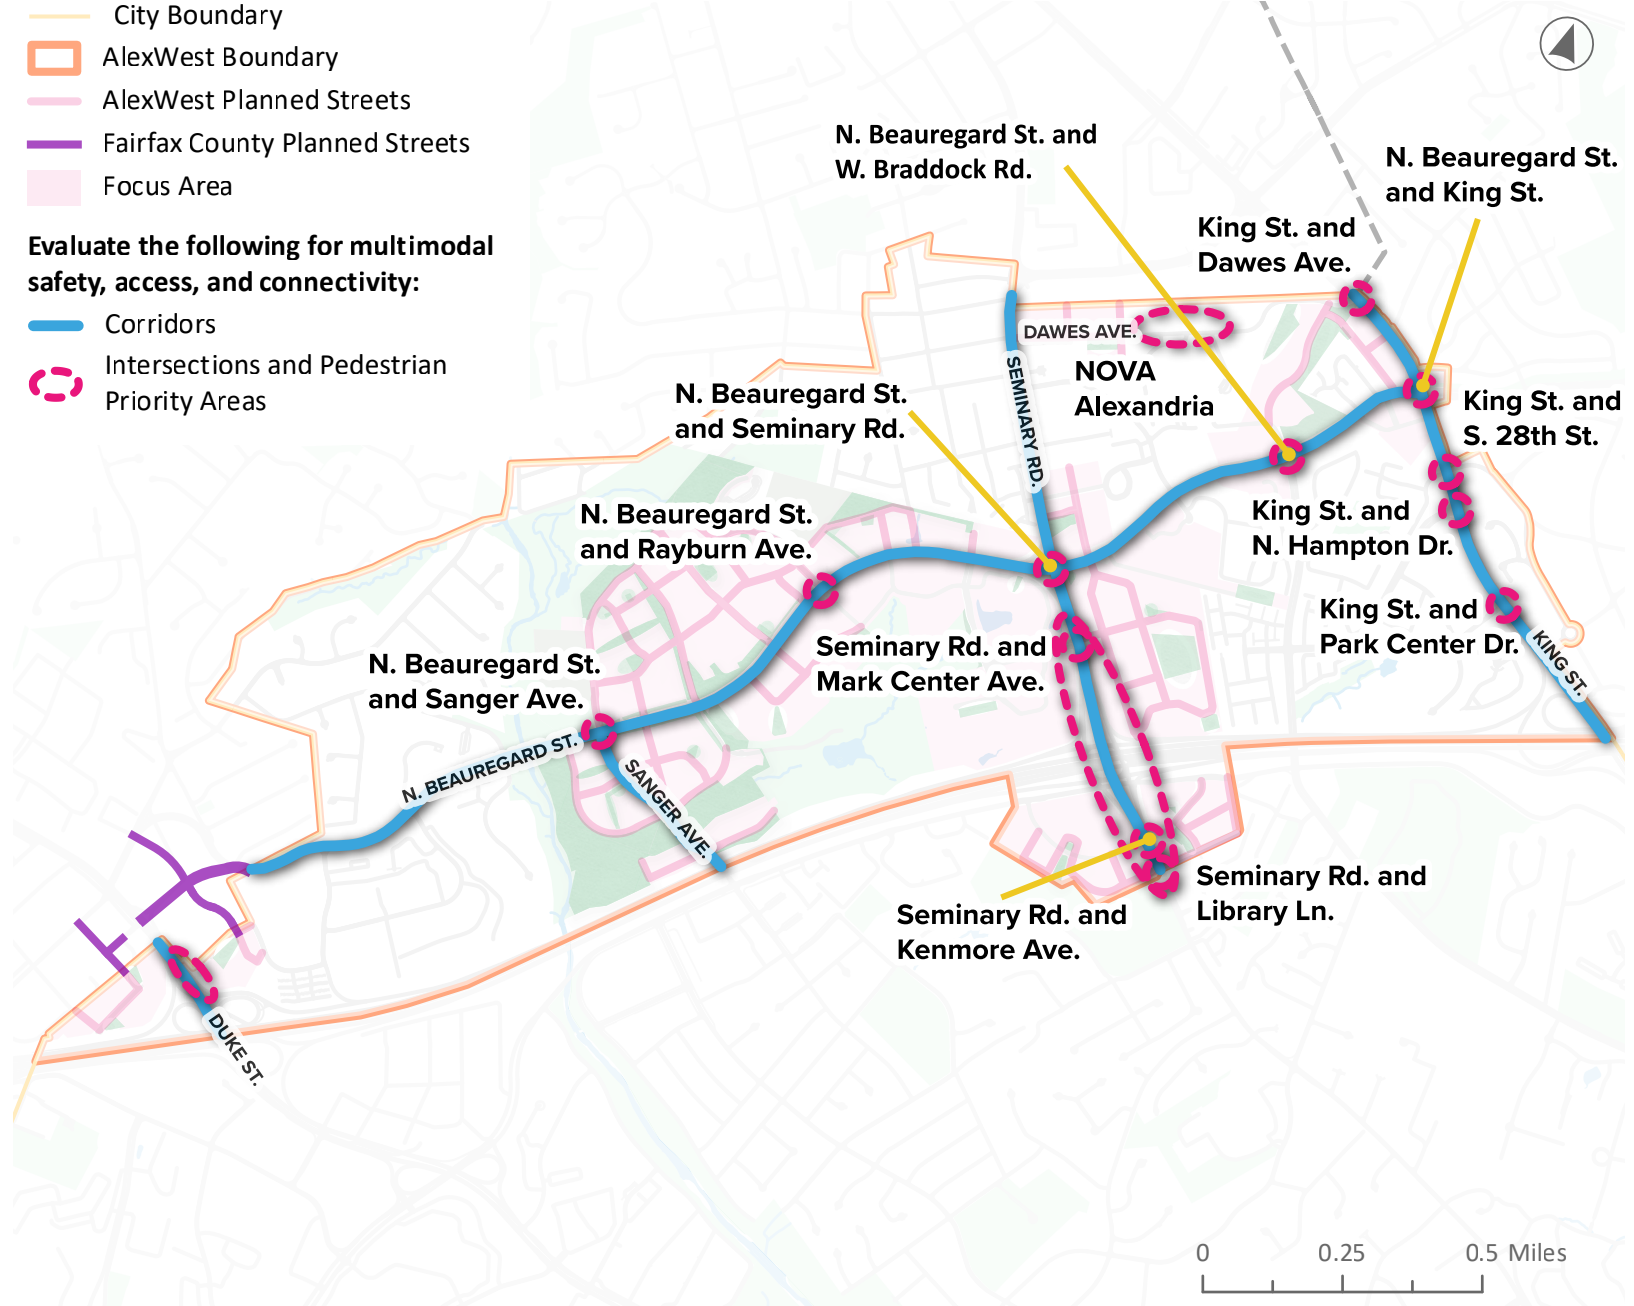 City Boundary
AlexWest Boundary
AlexWest Planned Streets
Fairfax County Planned Streets
Focus Area
Evaluate the following for multimodal
safety, access, and connectivity:
Corridors
Intersections and Pedestrian
Priority Areas
N. Beauregard St. and
W. Braddock Rd.
N. Beauregard St.
and King St.
King St. and
Dawes Ave.
DAWES AVE.
SEMINARY RD.
NOVA
Alexandria
N. Beauregard St.
and Seminary Rd.
King St. and
S. 28th St.
N. Beauregard St.
and Rayburn Ave.
King St. and
N. Hampton Dr.
King St. and
Park Center Dr.
KING ST.
Seminary Rd. and
Mark Center Ave.
N. Beauregard St.
and Sanger Ave.
N. BEAUREGARD ST.
SANGER AVE.
Seminary Rd. and
Library Ln.
Seminary Rd. and
Kenmore Ave.
DUKE ST.
0 0.25 0.5 Miles